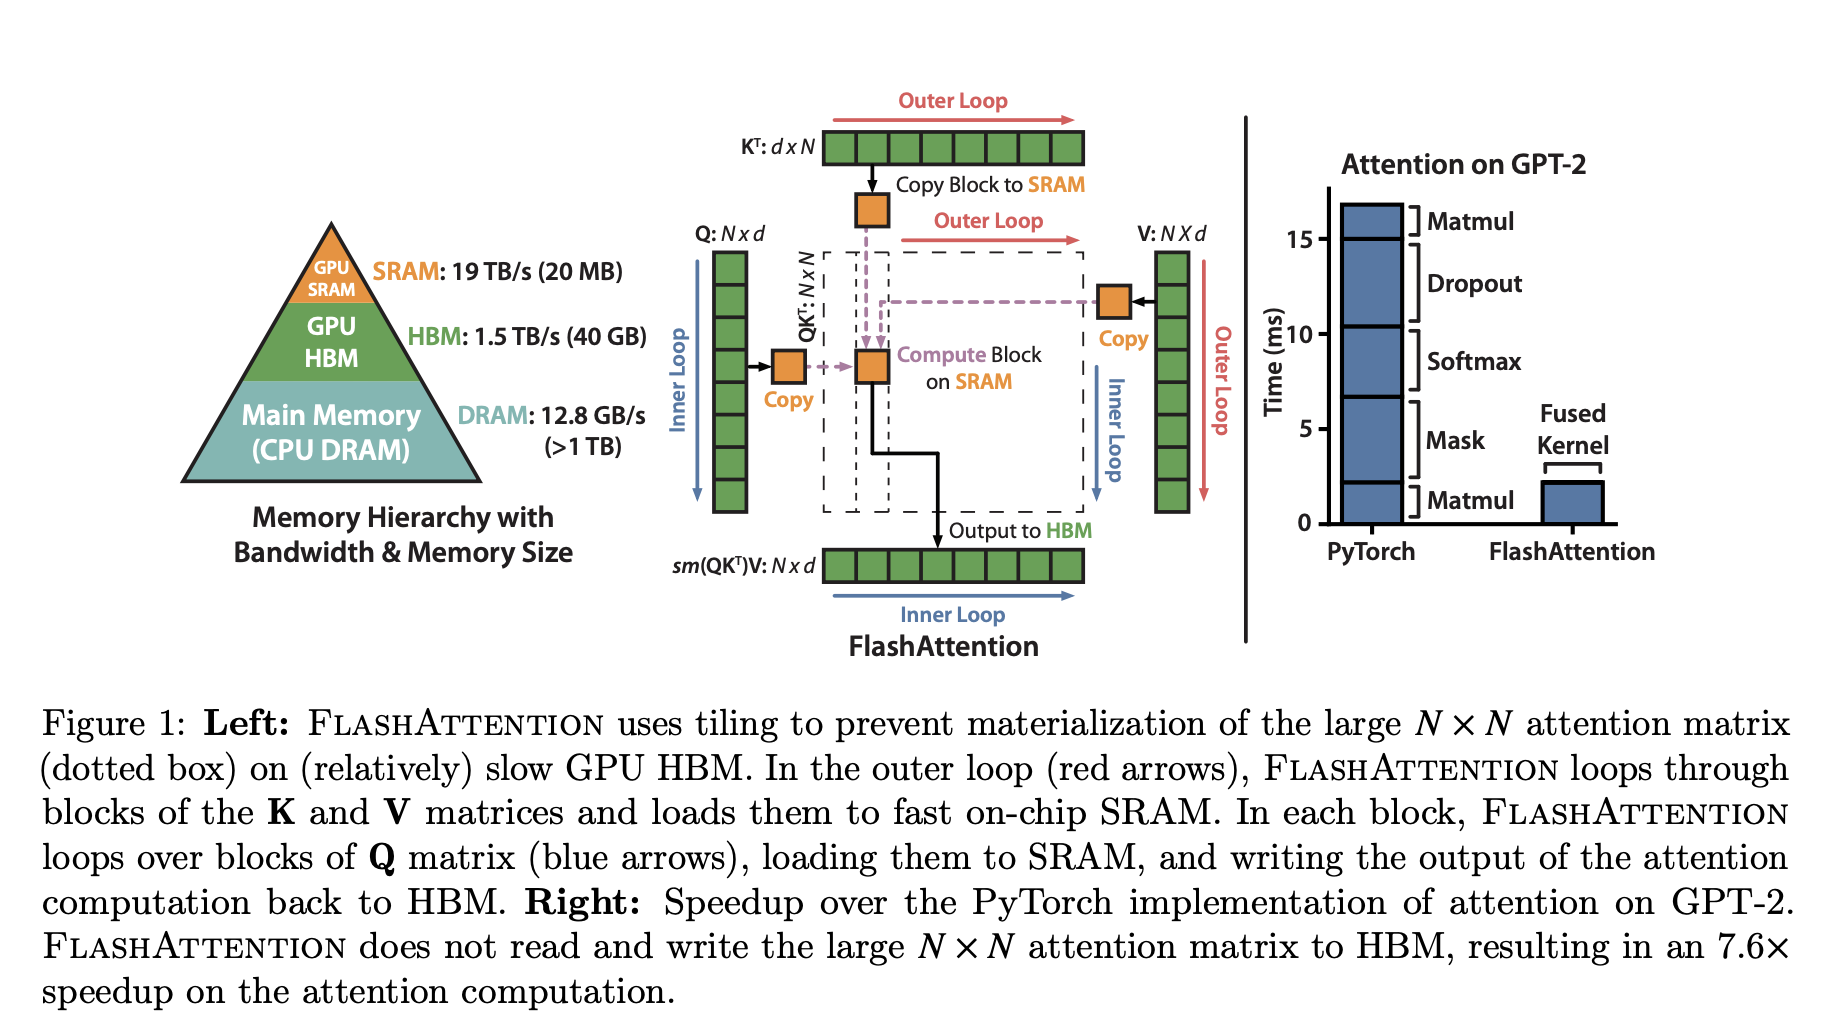 GPU
SRAM
SRAM: 19 TB/s (20 MB)
GPU
HBM
HBM: 1.5 TB/s (40 GB)
Main Memory
(CPU DRAM)
DRAM: 12.8 GB/s
(>1 TB)
Memory Hierarchy with
Bandwidth & Memory Size
Outer Loop
Kᵀ: d x N
Copy Block to SRAM
Outer Loop
Q: N x d
V: N X d
QKᵀ: N x N
Inner Loop
Copy
Compute Block
on SRAM
Copy
Inner Loop
Outer Loop
Output to HBM
sm(QKᵀ)V: N x d
Inner Loop
FlashAttention
Attention on GPT-2
Time (ms)
15
10
5
0
Matmul
Dropout
Softmax
Mask
Matmul
Fused
Kernel
PyTorch
FlashAttention
Figure 1: Left: FLASHATTENTION uses tiling to prevent materialization of the large N × N attention matrix
(dotted box) on (relatively) slow GPU HBM. In the outer loop (red arrows), FLASHATTENTION loops through
blocks of the K and V matrices and loads them to fast on-chip SRAM. In each block, FLASHATTENTION
loops over blocks of Q matrix (blue arrows), loading them to SRAM, and writing the output of the attention
computation back to HBM. Right: Speedup over the PyTorch implementation of attention on GPT-2.
FLASHATTENTION does not read and write the large N × N attention matrix to HBM, resulting in an 7.6×
speedup on the attention computation.